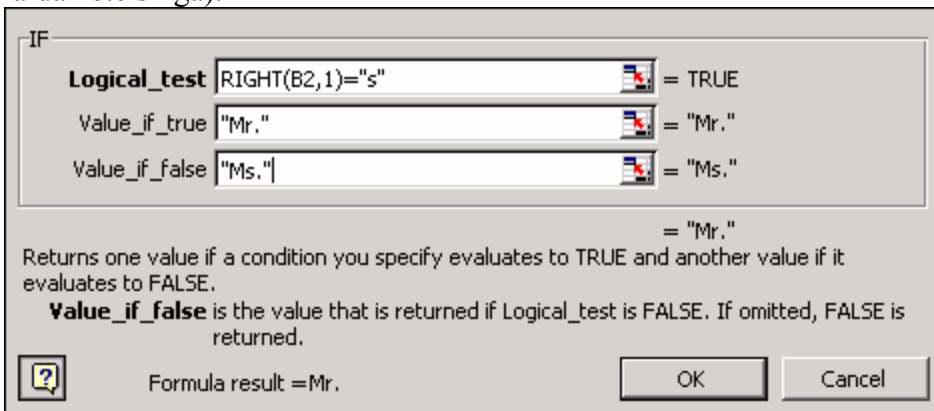 IF
Logical_test RIGHT(B2,1)="s" = TRUE
Value_if_true "Mr." = "Mr."
Value_if_false "Ms." = "Ms."
= "Mr."
Returns one value if a condition you specify evaluates to TRUE and another value if it
evaluates to FALSE.
Value_if_false is the value that is returned if Logical_test is FALSE. If omitted, FALSE is
returned.
Formula result =Mr.
OK Cancel